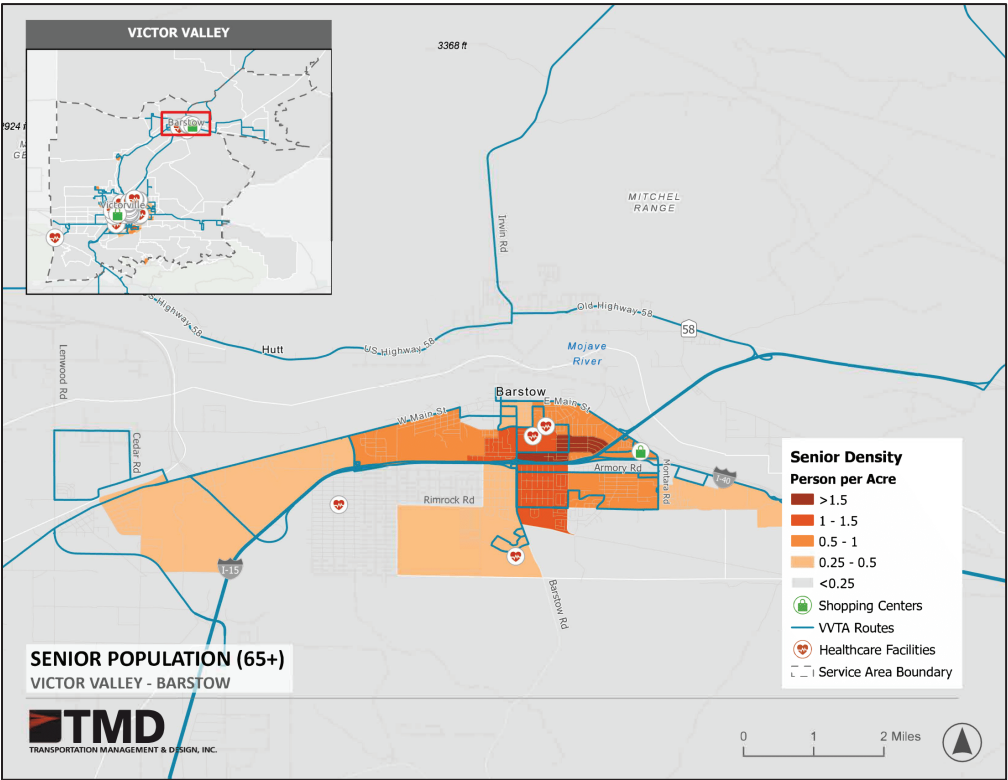 VICTOR VALLEY
Barstow
Victorville
3368 ft
MITCHEL
RANGE
Irwin Rd
Old Highway 58
58
US Highway 58
Hutt
Mojave
River
Lenwood Rd
Cedar Rd
Barstow
W Main St
E Main St
Armory Rd
Montara Rd
I-40
Rimrock Rd
I-15
Barstow Rd
Senior Density
Person per Acre
>1.5
1 - 1.5
0.5 - 1
0.25 - 0.5
<0.25
Shopping Centers
VVTA Routes
Healthcare Facilities
Service Area Boundary
SENIOR POPULATION (65+)
VICTOR VALLEY - BARSTOW
TMD
TRANSPORTATION MANAGEMENT & DESIGN, INC.
0 1 2 Miles